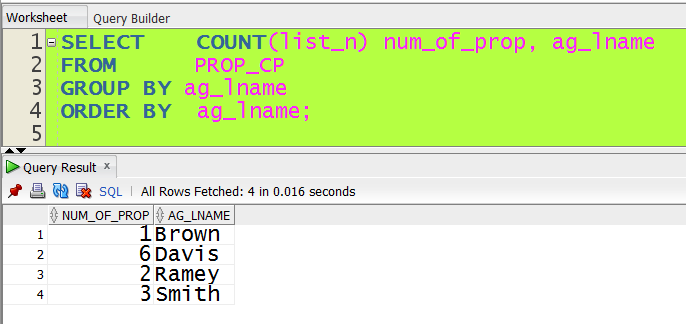 Worksheet Query Builder
1 SELECT COUNT(list_n) num_of_prop, ag_lname
2 FROM PROP_CP
3 GROUP BY ag_lname
4 ORDER BY ag_lname;
5
Query Result x
SQL | All Rows Fetched: 4 in 0.016 seconds
NUM_OF_PROP AG_LNAME
1 1 Brown
2 6 Davis
3 2 Ramey
4 3 Smith